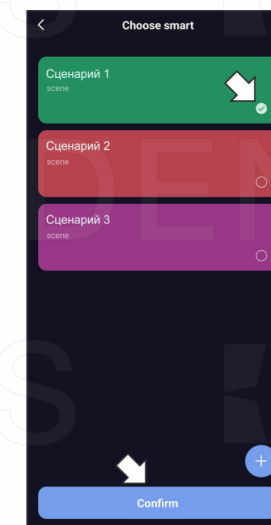 Choose smart
Сценарий 1
scene
Сценарий 2
scene
Сценарий 3
scene
+
Confirm